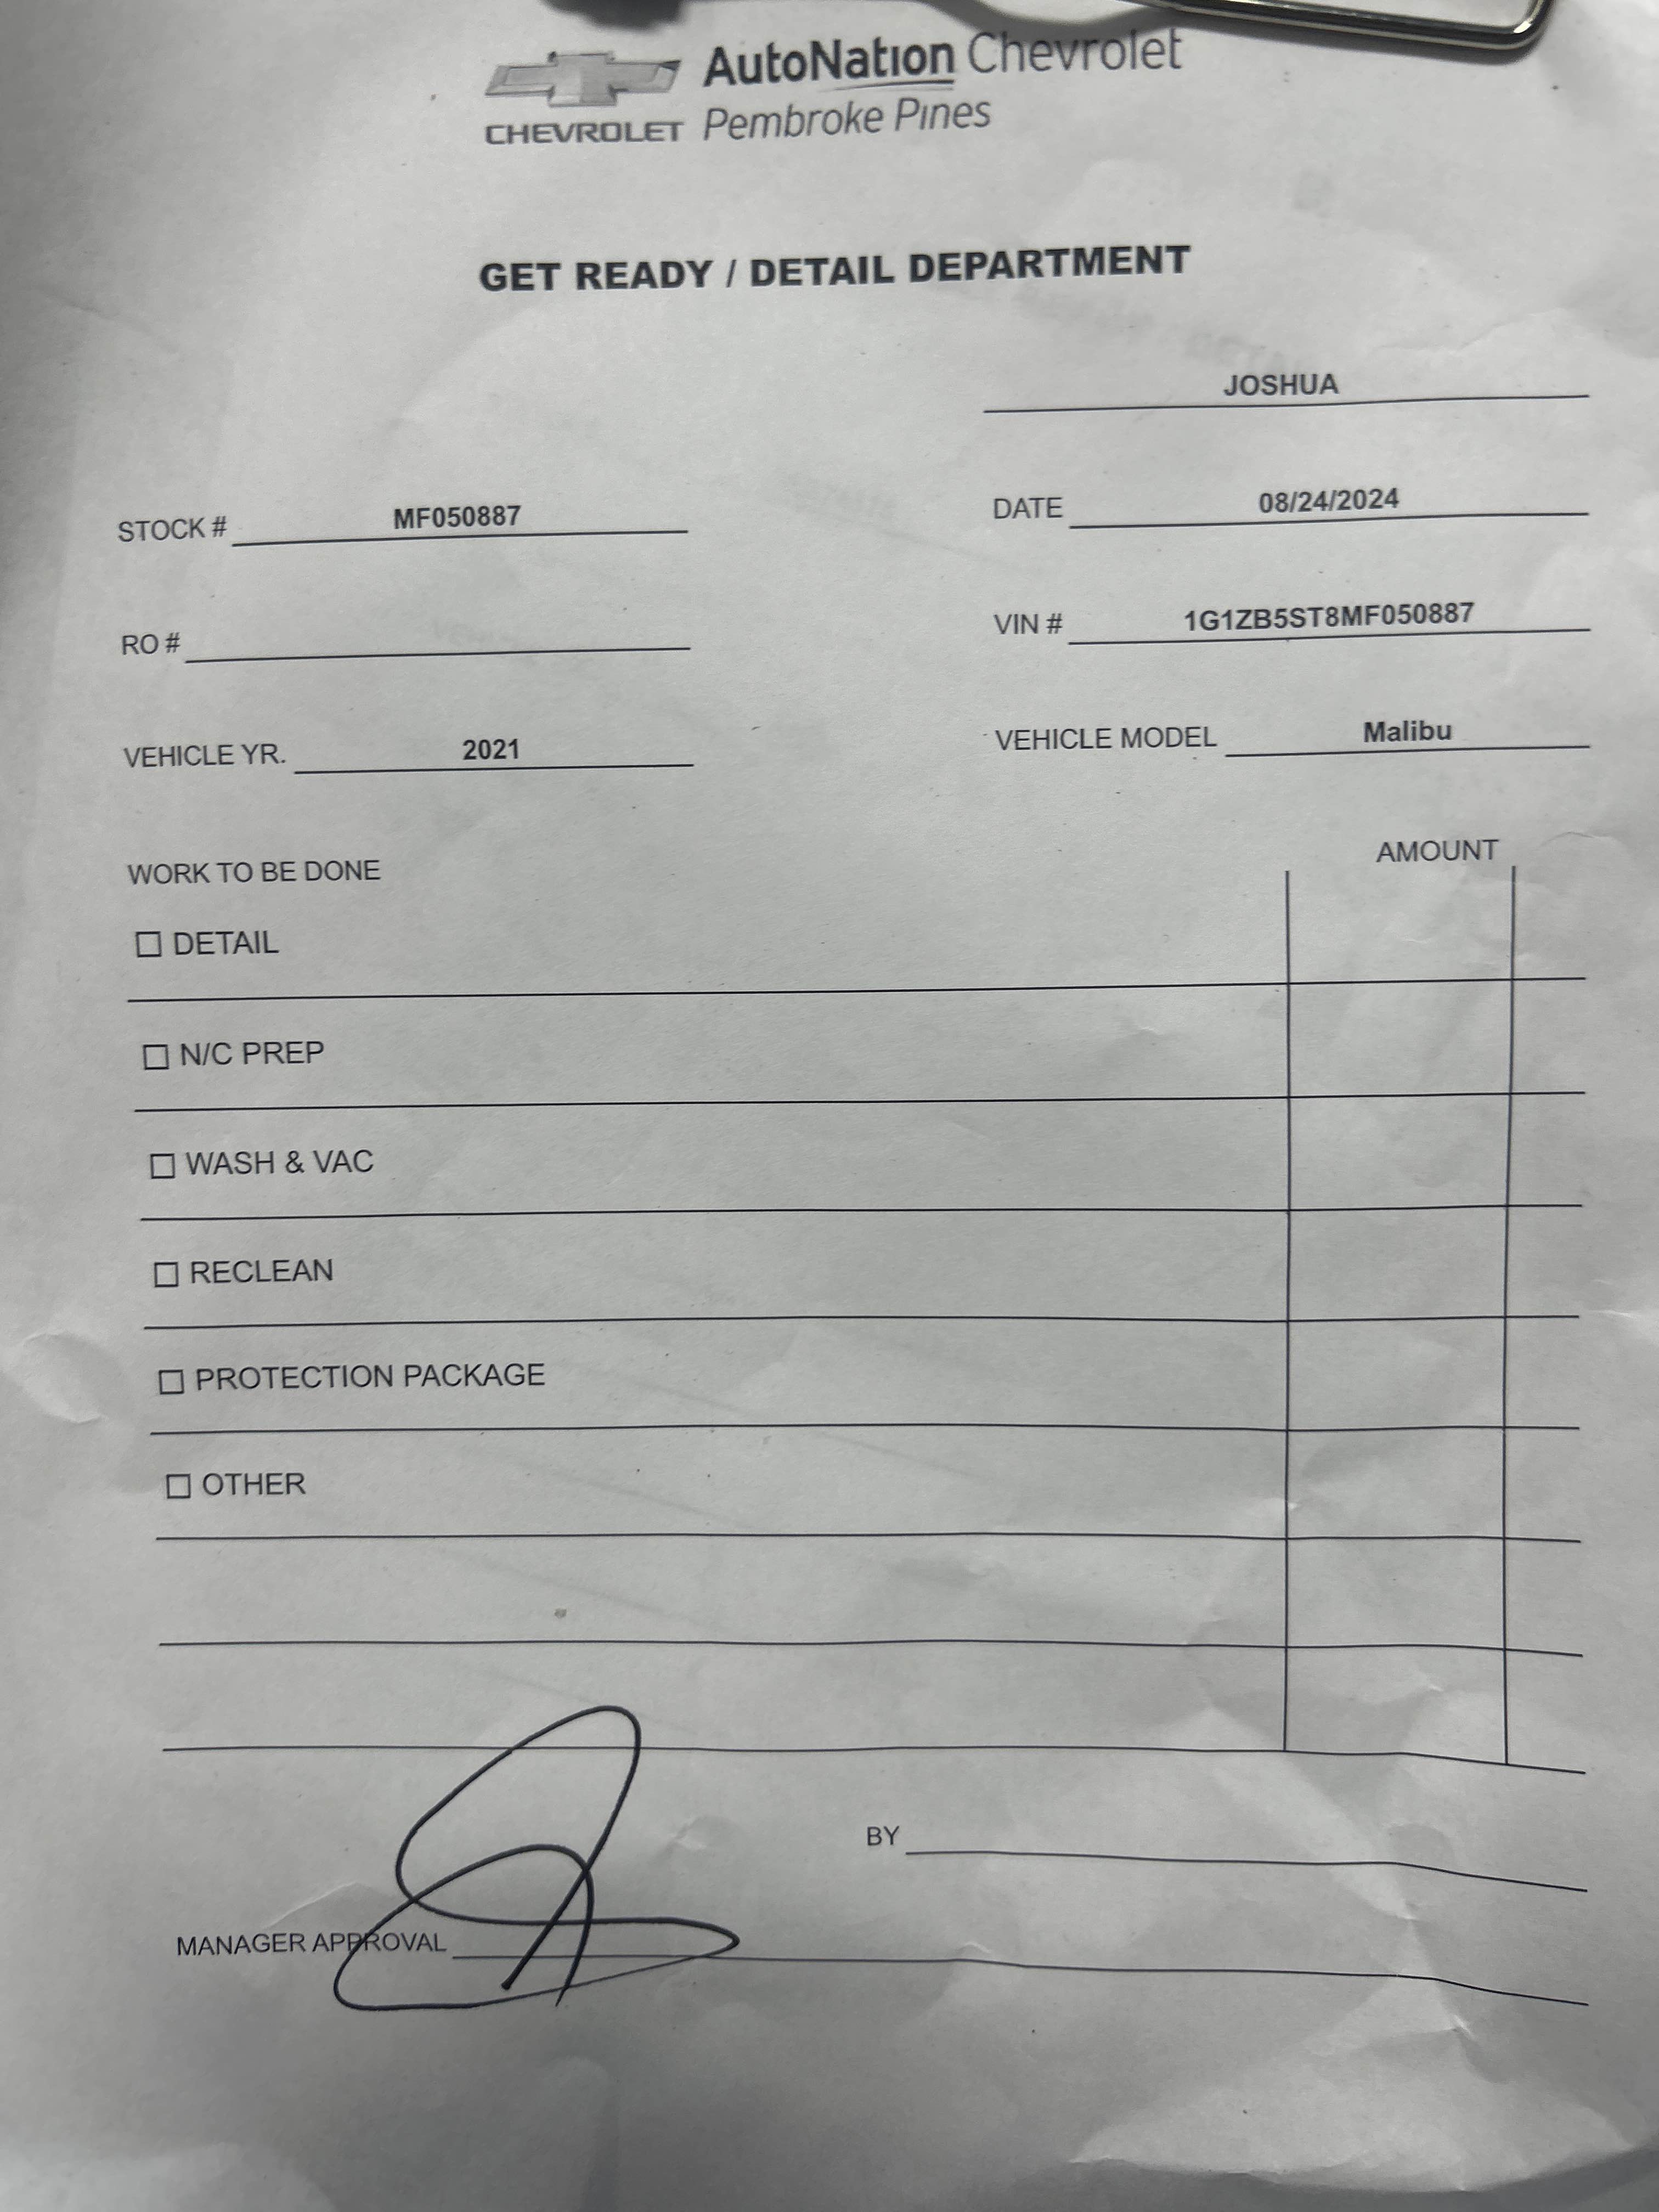 AutoNation Chevrolet
CHEVROLET Pembroke Pines
GET READY / DETAIL DEPARTMENT
JOSHUA
STOCK # MF050887 DATE 08/24/2024
RO # VIN # 1G1ZB5ST8MF050887
VEHICLE YR. 2021 VEHICLE MODEL Malibu
WORK TO BE DONE AMOUNT
DETAIL
N/C PREP
WASH & VAC
RECLEAN
PROTECTION PACKAGE
OTHER
BY
MANAGER APPROVAL